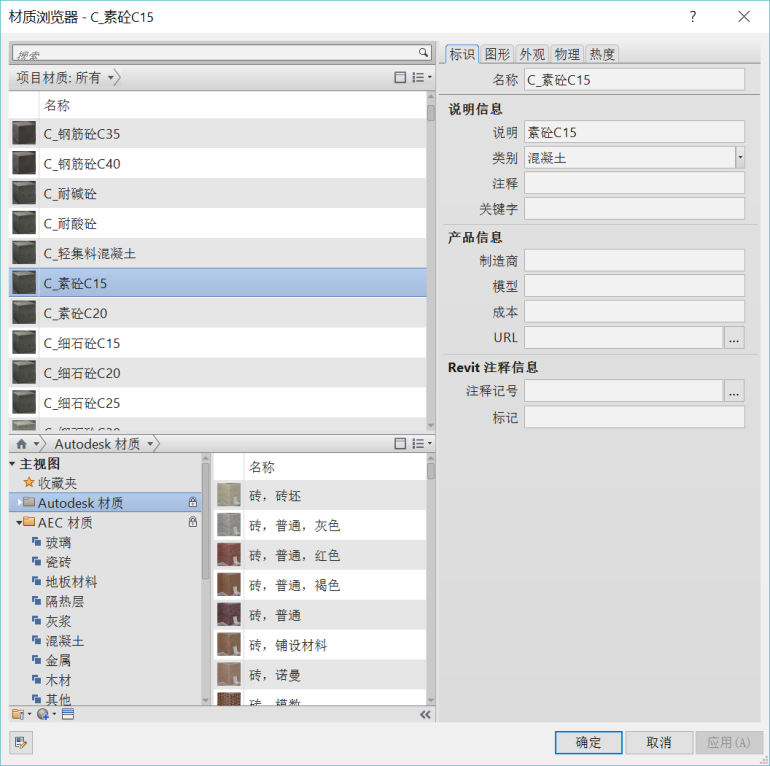 材质浏览器 - C_素砼C15
?
搜索
项目材质: 所有
名称
C_钢筋砼C35
C_钢筋砼C40
C_耐碱砼
C_耐酸砼
C_轻集料混凝土
C_素砼C15
C_素砼C20
C_细石砼C15
C_细石砼C20
C_细石砼C25
C_细石砼C30
Autodesk 材质
主视图
收藏夹
Autodesk 材质
AEC 材质
玻璃
瓷砖
地板材料
隔热层
灰浆
混凝土
金属
木材
其他
名称
砖，砖坯
砖，普通，灰色
砖，普通，红色
砖，普通，褐色
砖，普通
砖，铺设材料
砖，诺曼
砖，模数
标识 图形 外观 物理 热度
名称 C_素砼C15
说明信息
说明 素砼C15
类别 混凝土
注释
关键字
产品信息
制造商
模型
成本
URL ...
Revit 注释信息
注释记号 ...
标记
确定 取消 应用(A)